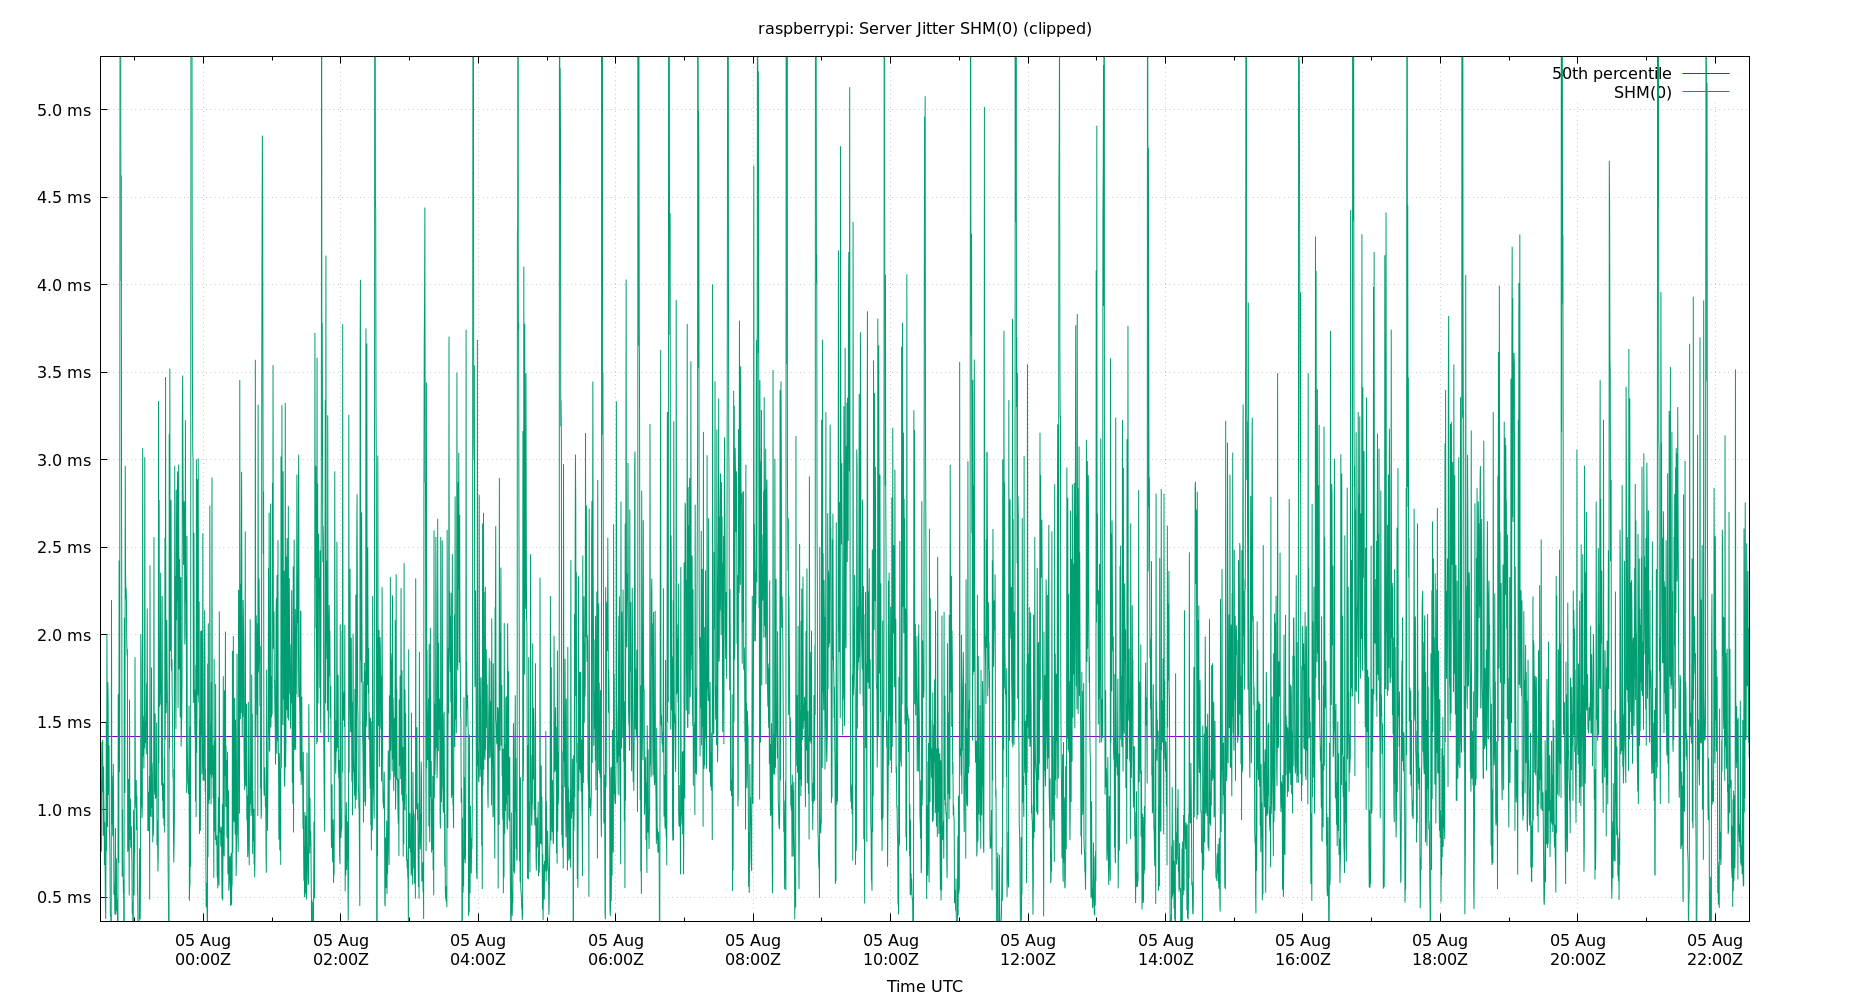 raspberrypi: Server Jitter SHM(0) (clipped)
50th percentile
SHM(0)
5.0 ms
4.5 ms
4.0 ms
3.5 ms
3.0 ms
2.5 ms
2.0 ms
1.5 ms
1.0 ms
0.5 ms
05 Aug 05 Aug 05 Aug 05 Aug 05 Aug 05 Aug 05 Aug 05 Aug 05 Aug 05 Aug 05 Aug 05 Aug
00:00Z 02:00Z 04:00Z 06:00Z 08:00Z 10:00Z 12:00Z 14:00Z 16:00Z 18:00Z 20:00Z 22:00Z
Time UTC